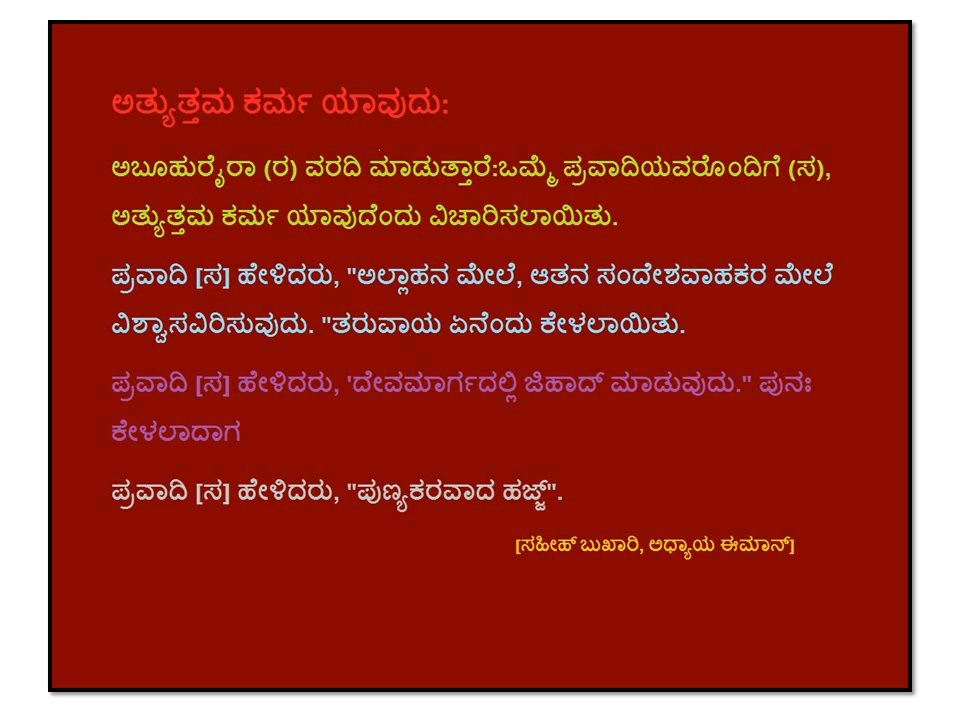 ಅತ್ಯುತ್ತಮ ಕರ್ಮ ಯಾವುದು:
ಅಬೂಹುರೈರಾ (ರ) ವರದಿ ಮಾಡುತ್ತಾರೆ:ಒಮ್ಮೆ ಪ್ರವಾದಿಯವರೊಂದಿಗೆ (ಸ),
ಅತ್ಯುತ್ತಮ ಕರ್ಮ ಯಾವುದೆಂದು ವಿಚಾರಿಸಲಾಯಿತು.
ಪ್ರವಾದಿ [ಸ] ಹೇಳಿದರು, "ಅಲ್ಲಾಹನ ಮೇಲೆ, ಆತನ ಸಂದೇಶವಾಹಕರ ಮೇಲೆ
ವಿಶ್ವಾಸವಿರಿಸುವುದು. "ತರುವಾಯ ಏನೆಂದು ಕೇಳಲಾಯಿತು.
ಪ್ರವಾದಿ [ಸ] ಹೇಳಿದರು, 'ದೇವಮಾರ್ಗದಲ್ಲಿ ಜಿಹಾದ್ ಮಾಡುವುದು." ಪುನಃ
ಕೇಳಲಾದಾಗ
ಪ್ರವಾದಿ [ಸ] ಹೇಳಿದರು, "ಪುಣ್ಯಕರವಾದ ಹಜ್ಜ್".
[ಸಹೀಹ್ ಬುಖಾರಿ, ಅಧ್ಯಾಯ ಈಮಾನ್]